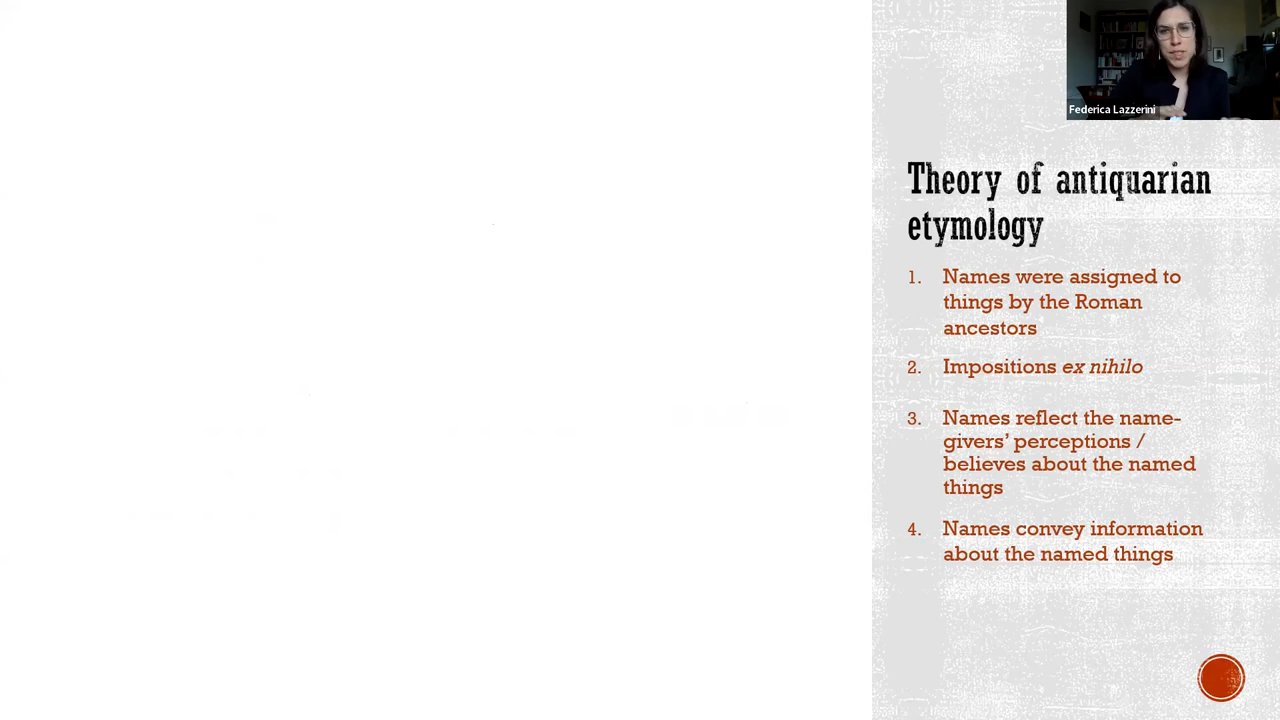 Federica Lazzerini
Theory of antiquarian
etymology
1. Names were assigned to
things by the Roman
ancestors
2. Impositions ex nihilo
3. Names reflect the name-
givers’ perceptions /
believes about the named
things
4. Names convey information
about the named things